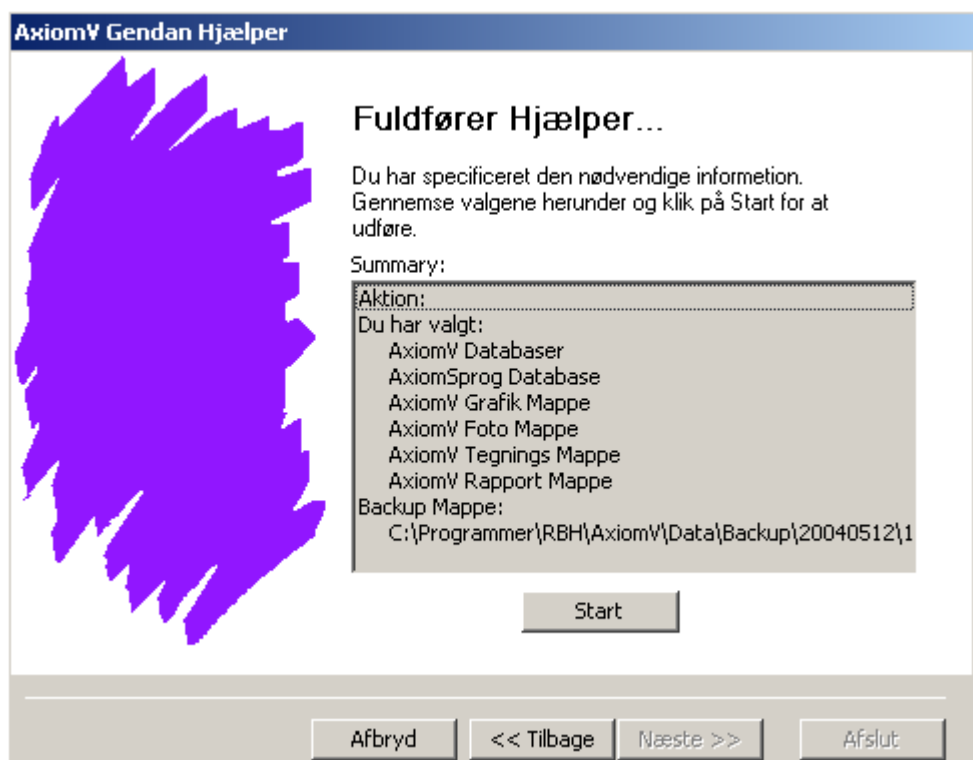 AxiomV Gendan Hjælper
Fuldfører Hjælper...
Du har specificeret den nødvendige informetion.
Gennemse valgene herunder og klik på Start for at
udføre.
Summary:
Aktion:
Du har valgt:
AxiomV Databaser
AxiomSprog Database
AxiomV Grafik Mappe
AxiomV Foto Mappe
AxiomV Tegnings Mappe
AxiomV Rapport Mappe
Backup Mappe:
C:\Programmer\RBH\AxiomV\Data\Backup\20040512\1
Start
Afbryd
<< Tilbage
Næste >>
Afslut